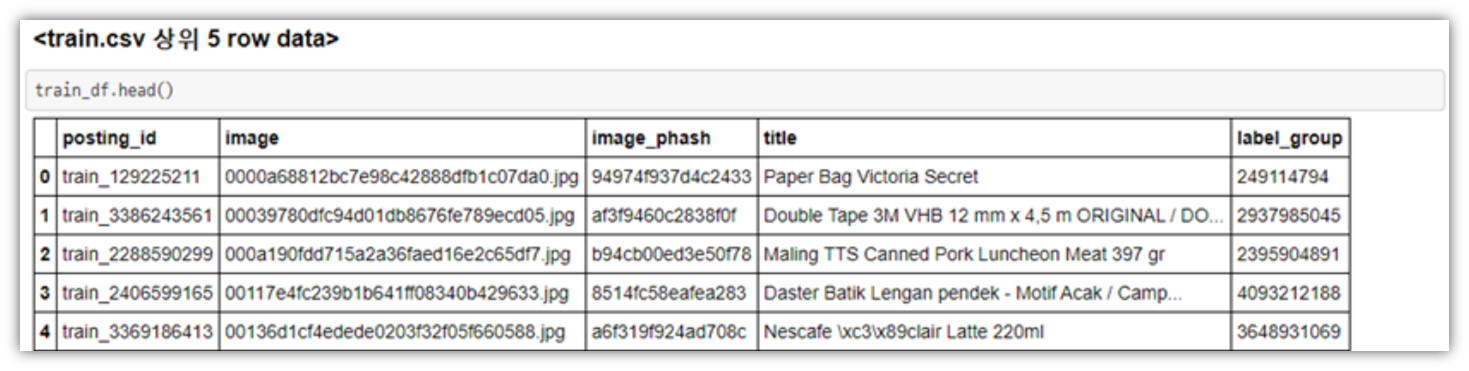 <train.csv 상위 5 row data>
train_df.head()
posting_id image image_phash title label_group
0 train_129225211 0000a68812bc7e98c42888dfb1c07da0.jpg 94974f937d4c2433 Paper Bag Victoria Secret 249114794
1 train_3386243561 00039780dfc94d01db8676fe789ecd05.jpg af3f9460c2838f0f Double Tape 3M VHB 12 mm x 4,5 m ORIGINAL / DO... 2937985045
2 train_2288590299 000a190fdd715a2a36faed16e2c65df7.jpg b94cb00ed3e50f78 Maling TTS Canned Pork Luncheon Meat 397 gr 2395904891
3 train_2406599165 00117e4fc239b1b641ff08340b429633.jpg 8514fc58eafea283 Daster Batik Lengan pendek - Motif Acak / Camp... 4093212188
4 train_3369186413 00136d1cf4edede0203f32f05f660588.jpg a6f319f924ad708c Nescafe \xc3\x89clair Latte 220ml 3648931069